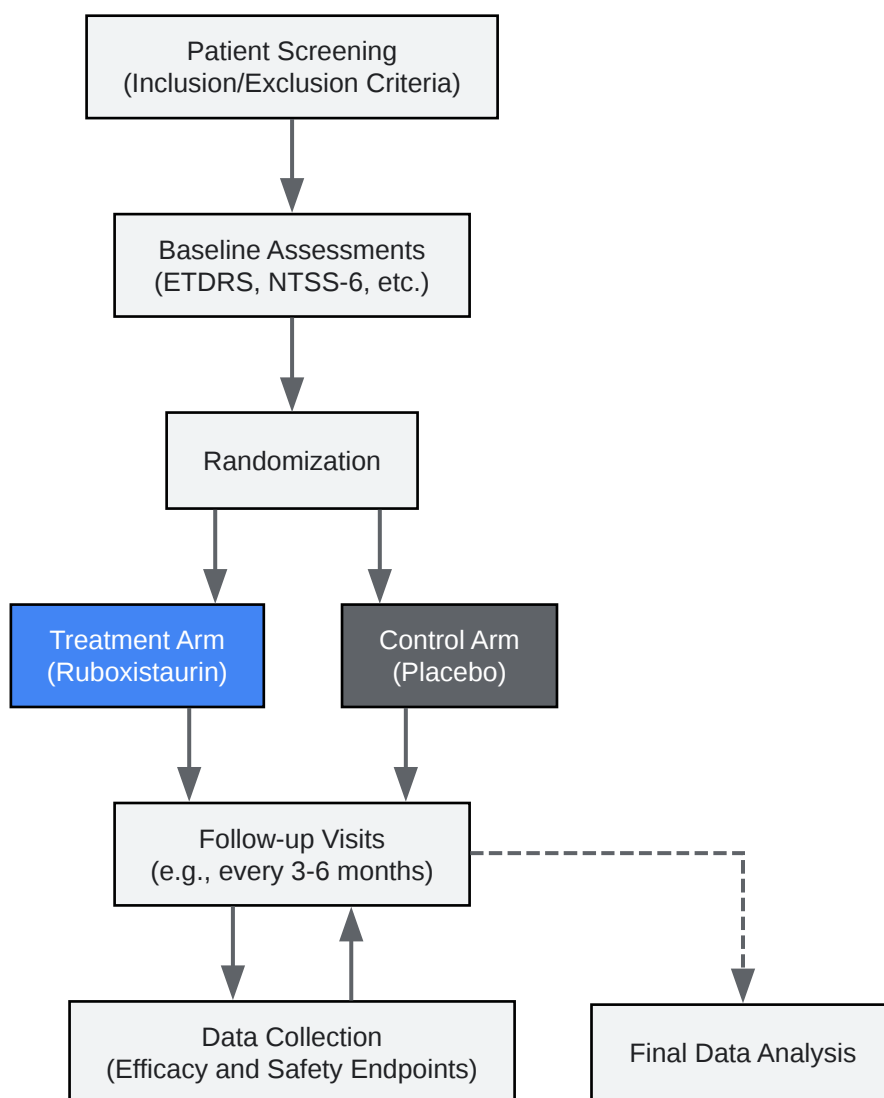 Patient Screening
(Inclusion/Exclusion Criteria)
Baseline Assessments
(ETDRS, NTSS-6, etc.)
Randomization
Treatment Arm
(Ruboxistaurin)
Control Arm
(Placebo)
Follow-up Visits
(e.g., every 3-6 months)
Data Collection
(Efficacy and Safety Endpoints)
Final Data Analysis